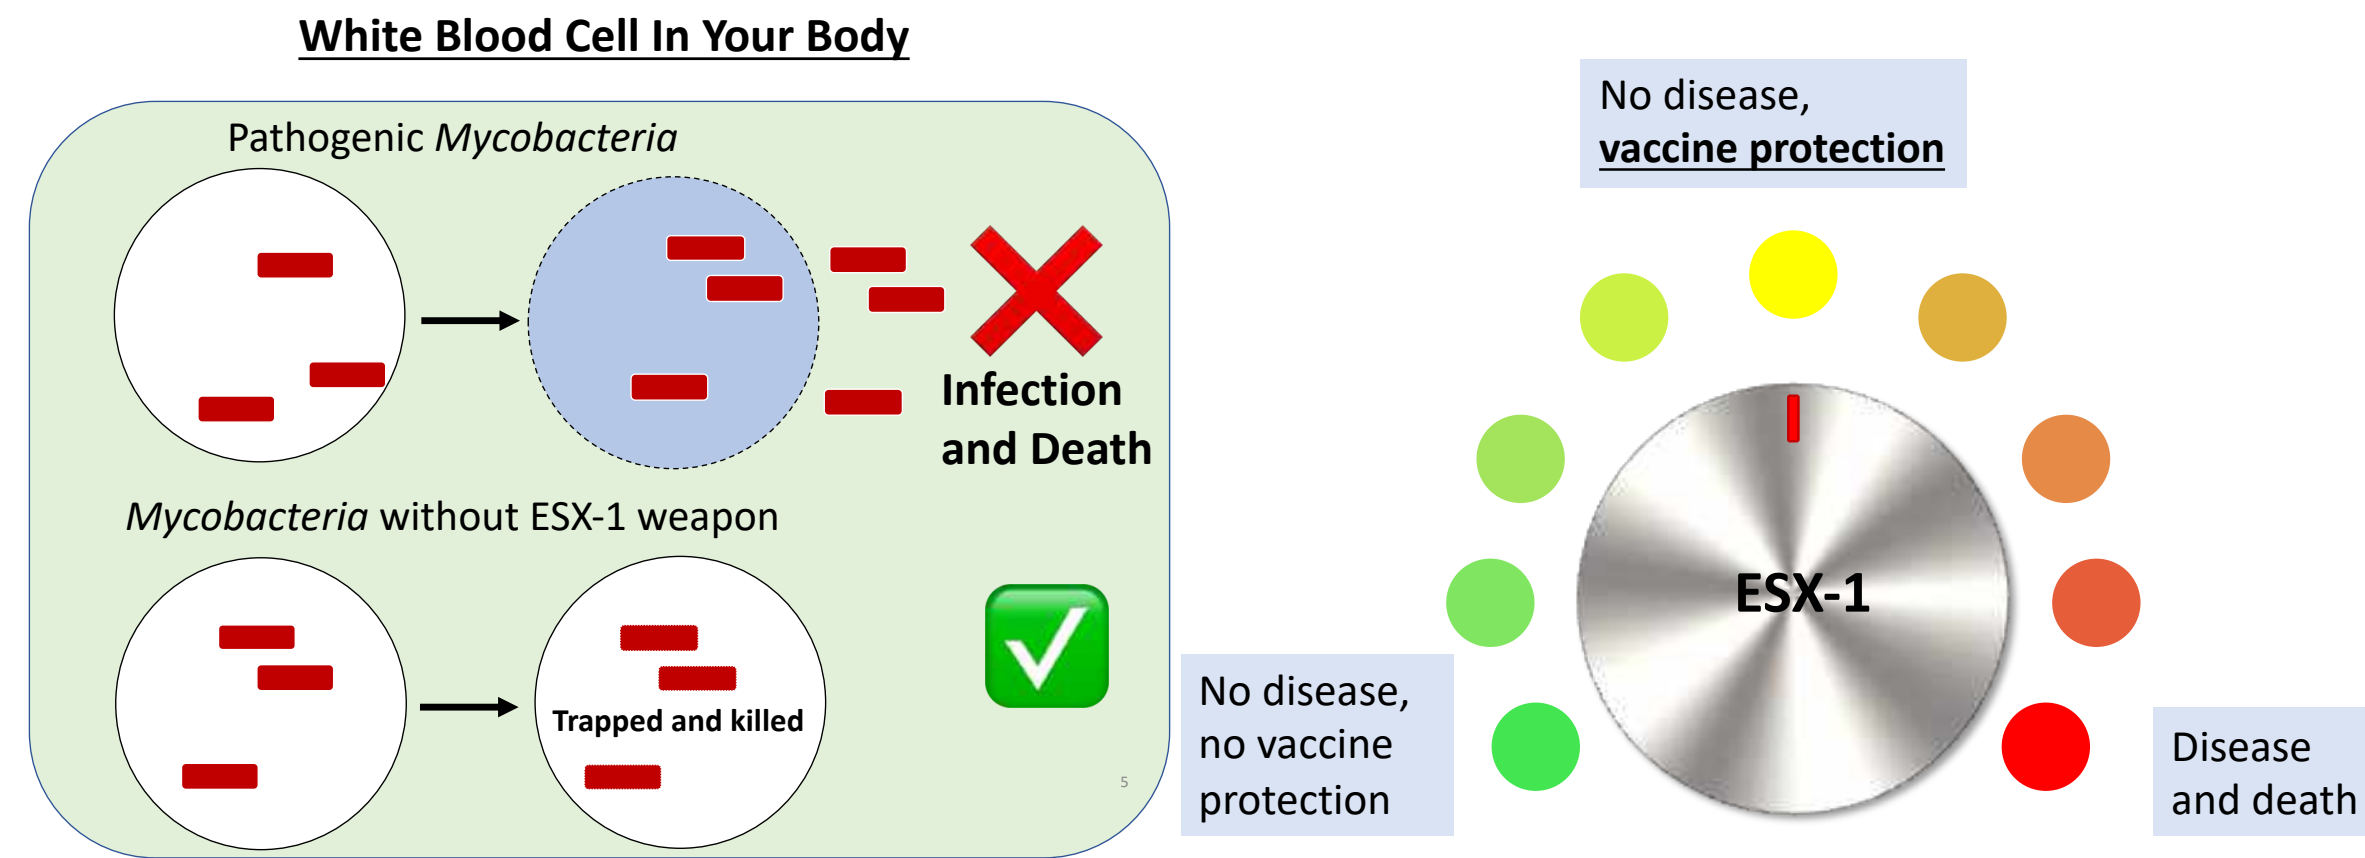 White Blood Cell In Your Body
Pathogenic Mycobacteria
Infection
and Death
Mycobacteria without ESX-1 weapon
Trapped and killed
5
No disease,
vaccine protection
ESX-1
No disease,
no vaccine
protection
Disease
and death